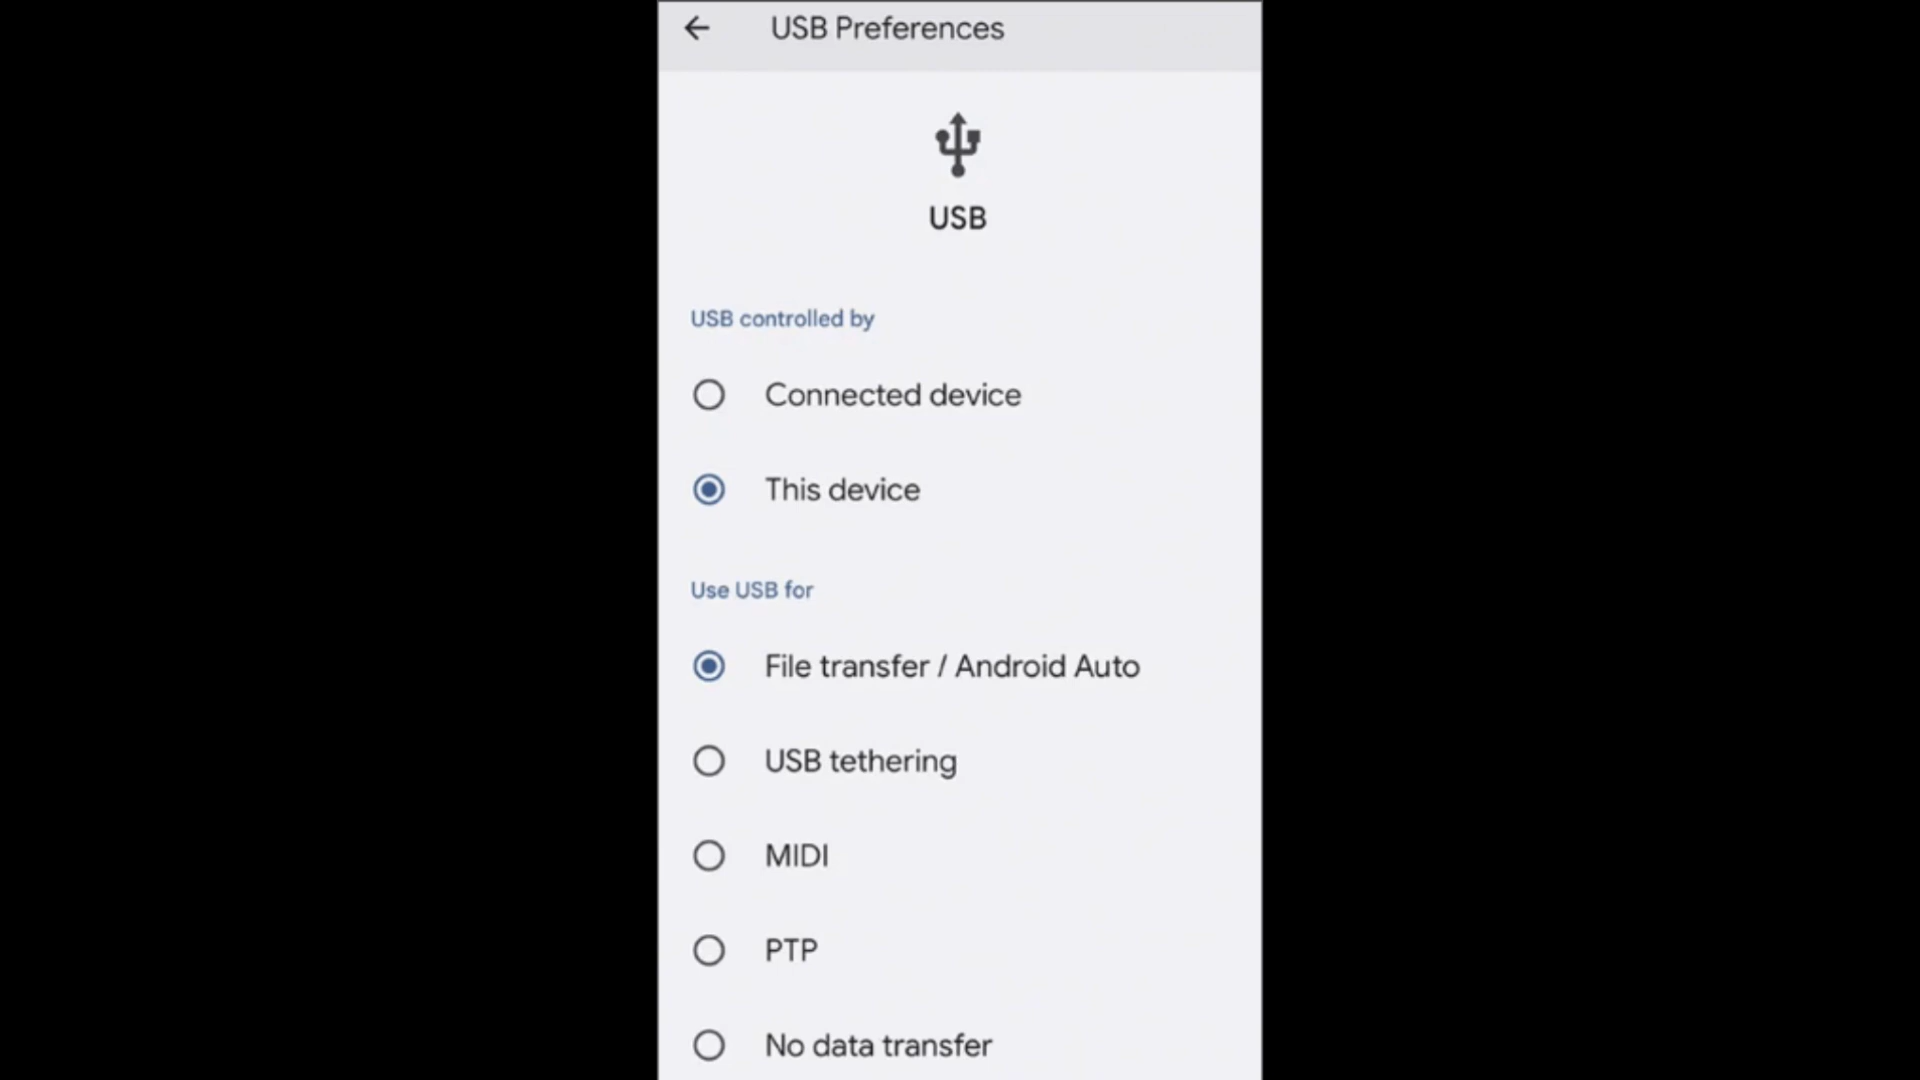 USB Preferences
USB
USB controlled by
Connected device
This device
Use USB for
File transfer / Android Auto
USB tethering
MIDI
PTP
No data transfer